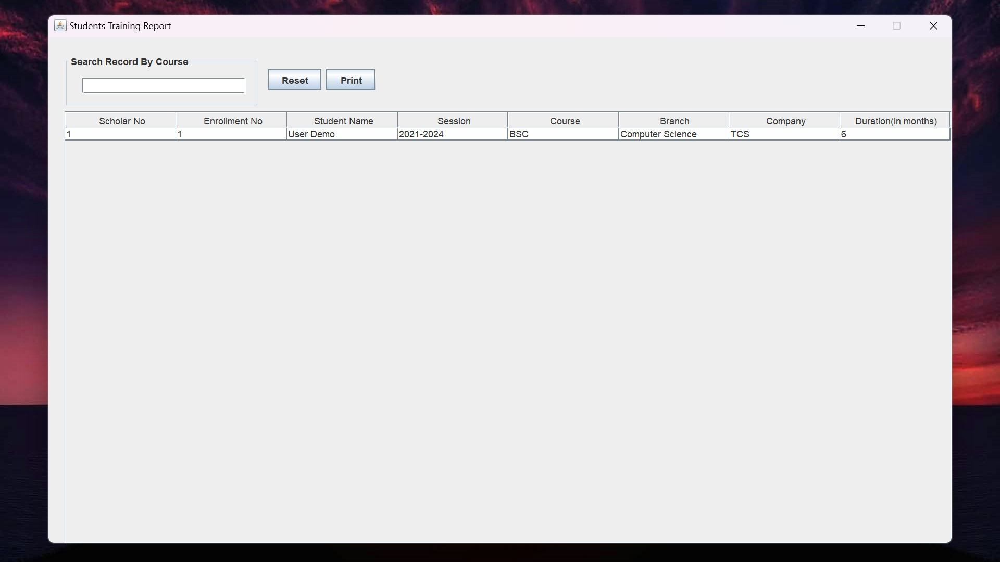 Students Training Report
Search Record By Course
Reset Print
Scholar No Enrollment No Student Name Session Course Branch Company Duration(in months)
1 1 User Demo 2021-2024 BSC Computer Science TCS 6